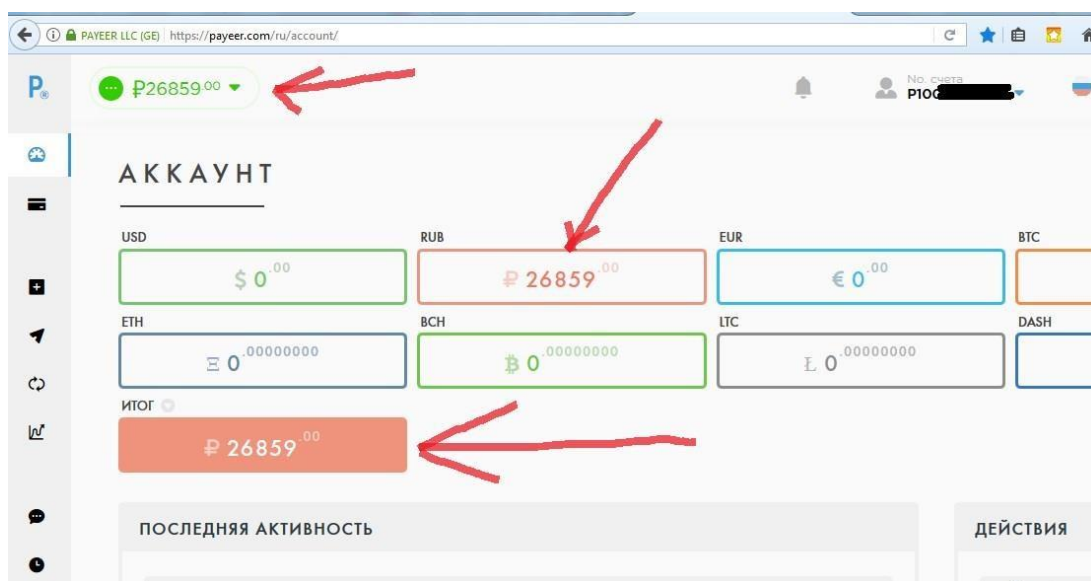 PAYEER LLC (GE) https://payeer.com/ru/account/
P ₽26859.00 No. счета
P10
АККАУНТ
USD RUB EUR BTC
$ 0.00 ₽ 26859.00 € 0.00
ETH BCH LTC DASH
Ξ 0.00000000 ₿ 0.00000000 Ł 0.00000000
ИТОГ
₽ 26859.00
ПОСЛЕДНЯЯ АКТИВНОСТЬ ДЕЙСТВИЯ